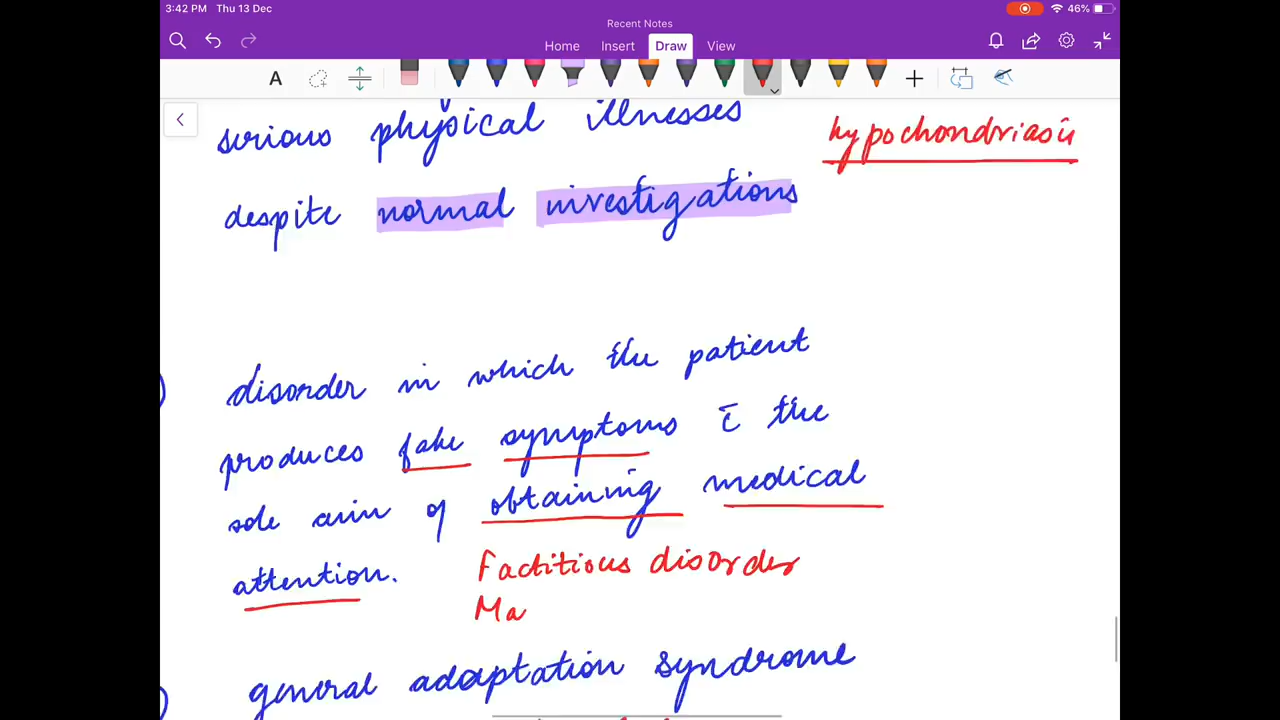 3:42 PM Thu 13 Dec
46%
Recent Notes
Home Insert Draw View
A
serious physical illnesses
hypochondriasis
despite normal investigations
disorder in which the patient
produces fake symptoms c̄ the
sole aim of obtaining medical
attention.
Factitious disorder
Ma
general adaptation syndrome